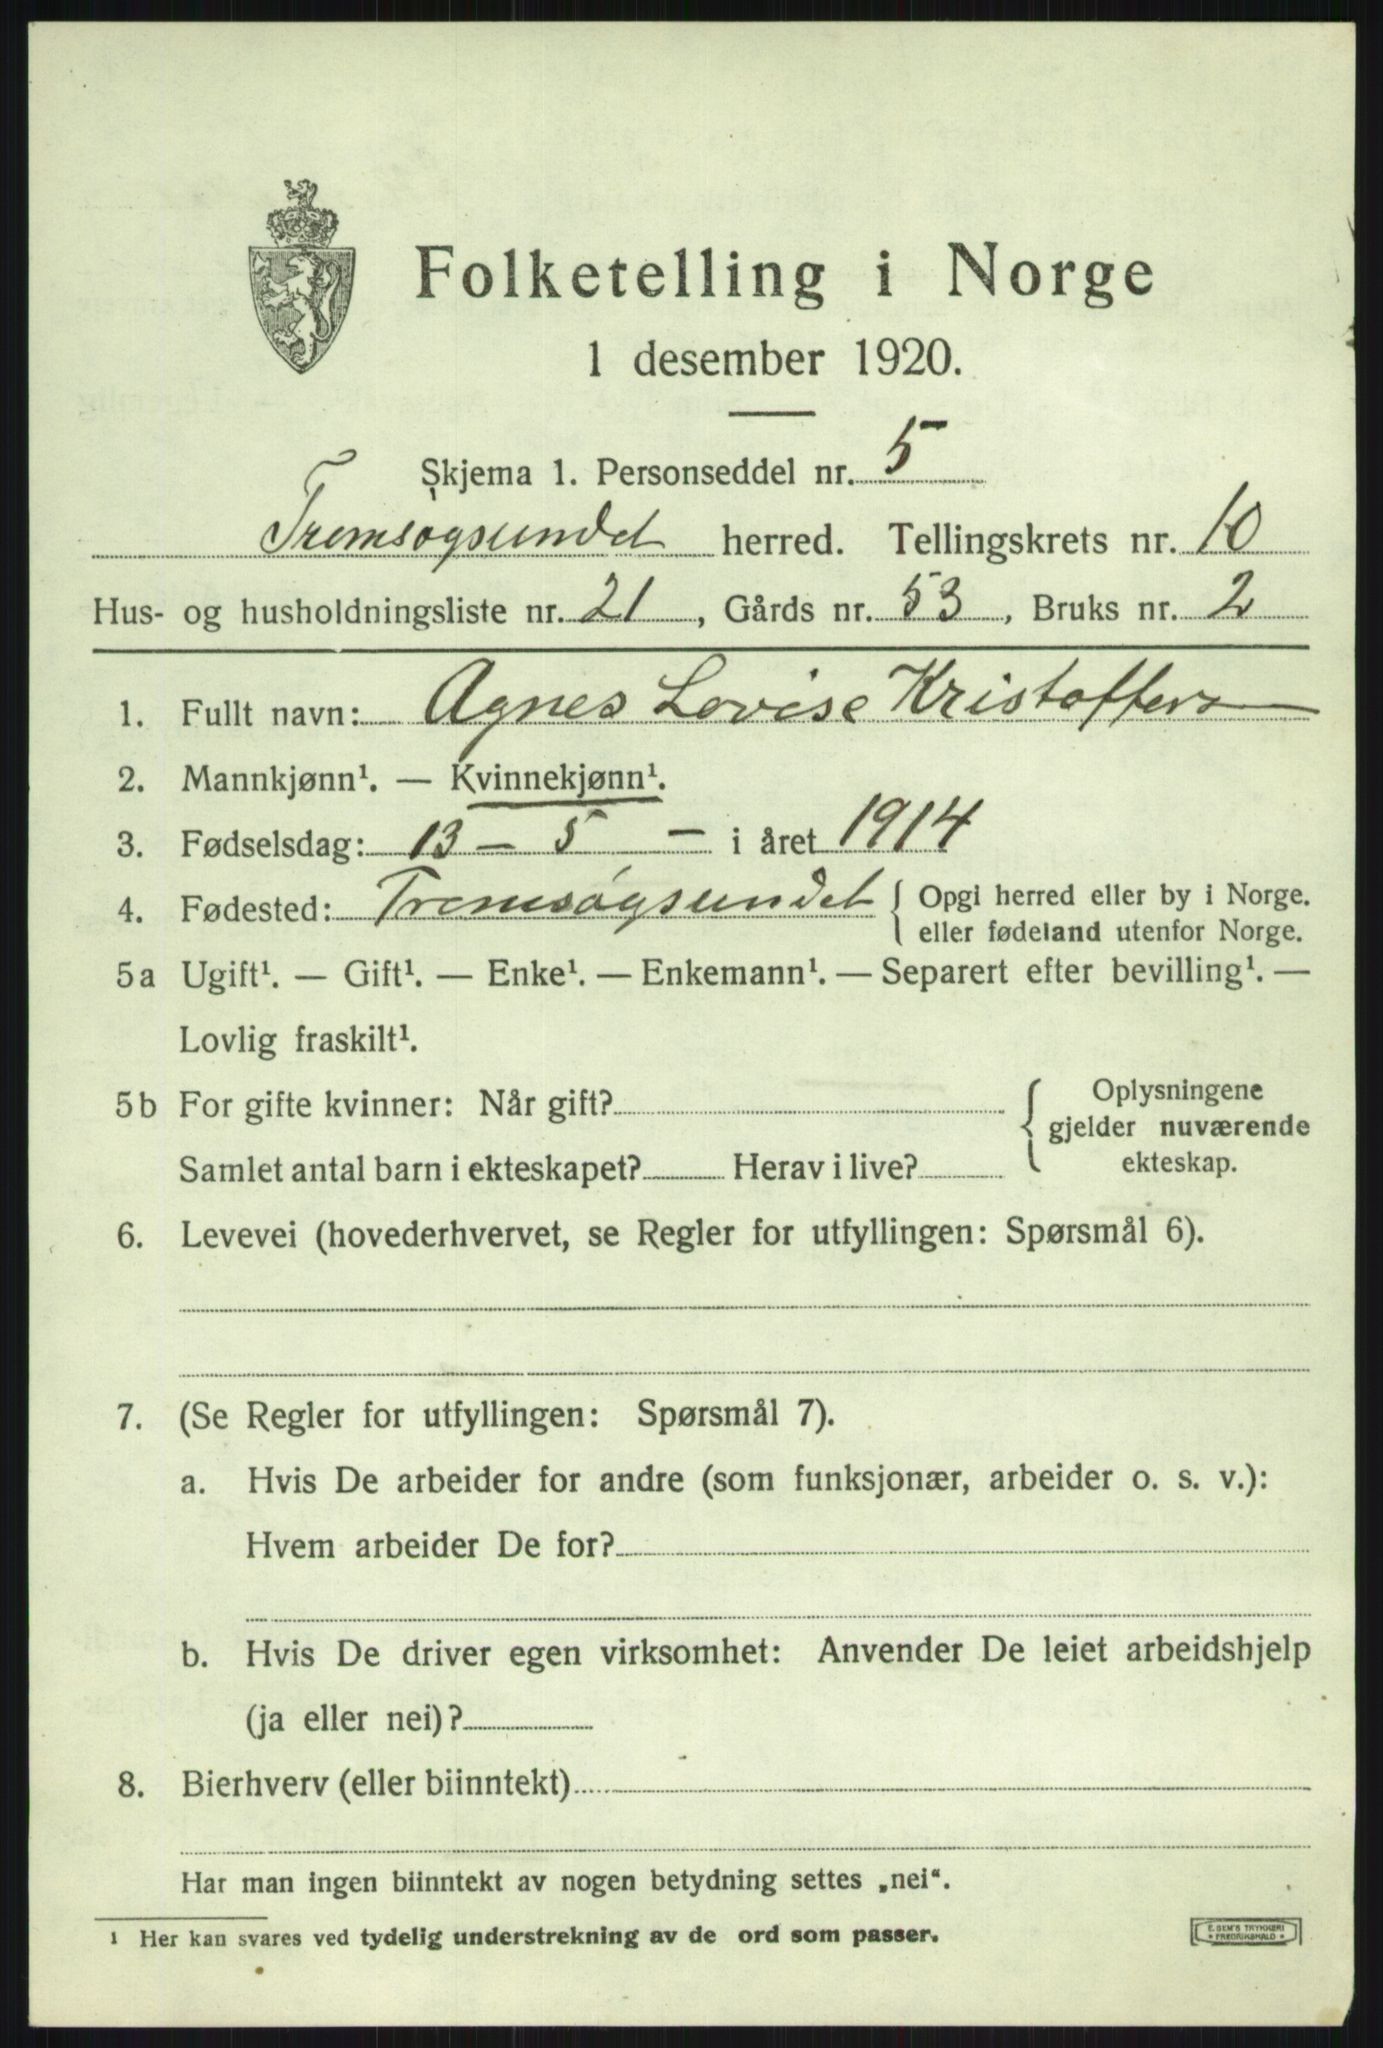 Folketelling i Norge
1 desember 1920.
Skjema 1. Personseddel nr. 5
Tromsøysundet herred. Tellingskrets nr. 10
Hus- og husholdningsliste nr. 21, Gårds nr. 53, Bruks nr. 2
1. Fullt navn: Agnes Lovise Kristoffers
2. Mannkjønn¹. — Kvinnekjønn¹.
3. Fødselsdag: 13 – 5 – i året 1914
4. Fødested: Tromsøysundet { Opgi herred eller by i Norge.
eller fødeland utenfor Norge.
5a Ugift¹. — Gift¹. — Enke¹. — Enkemann¹. — Separert efter bevilling¹. —
Lovlig fraskilt¹.
5b For gifte kvinner: Når gift? { Oplysningene
gjelder nuværende
Samlet antal barn i ekteskapet? Herav i live? ekteskap.
6. Levevei (hovederhvervet, se Regler for utfyllingen: Spørsmål 6).
7. (Se Regler for utfyllingen: Spørsmål 7).
a. Hvis De arbeider for andre (som funksjonær, arbeider o. s. v.):
Hvem arbeider De for?
b. Hvis De driver egen virksomhet: Anvender De leiet arbeidshjelp
(ja eller nei)?
8. Bierhverv (eller biinntekt)
Har man ingen biinntekt av nogen betydning settes „nei“.
¹ Her kan svares ved tydelig understrekning av de ord som passer.
E. SEM'S TRYKKERI
FREDRIKSHALD